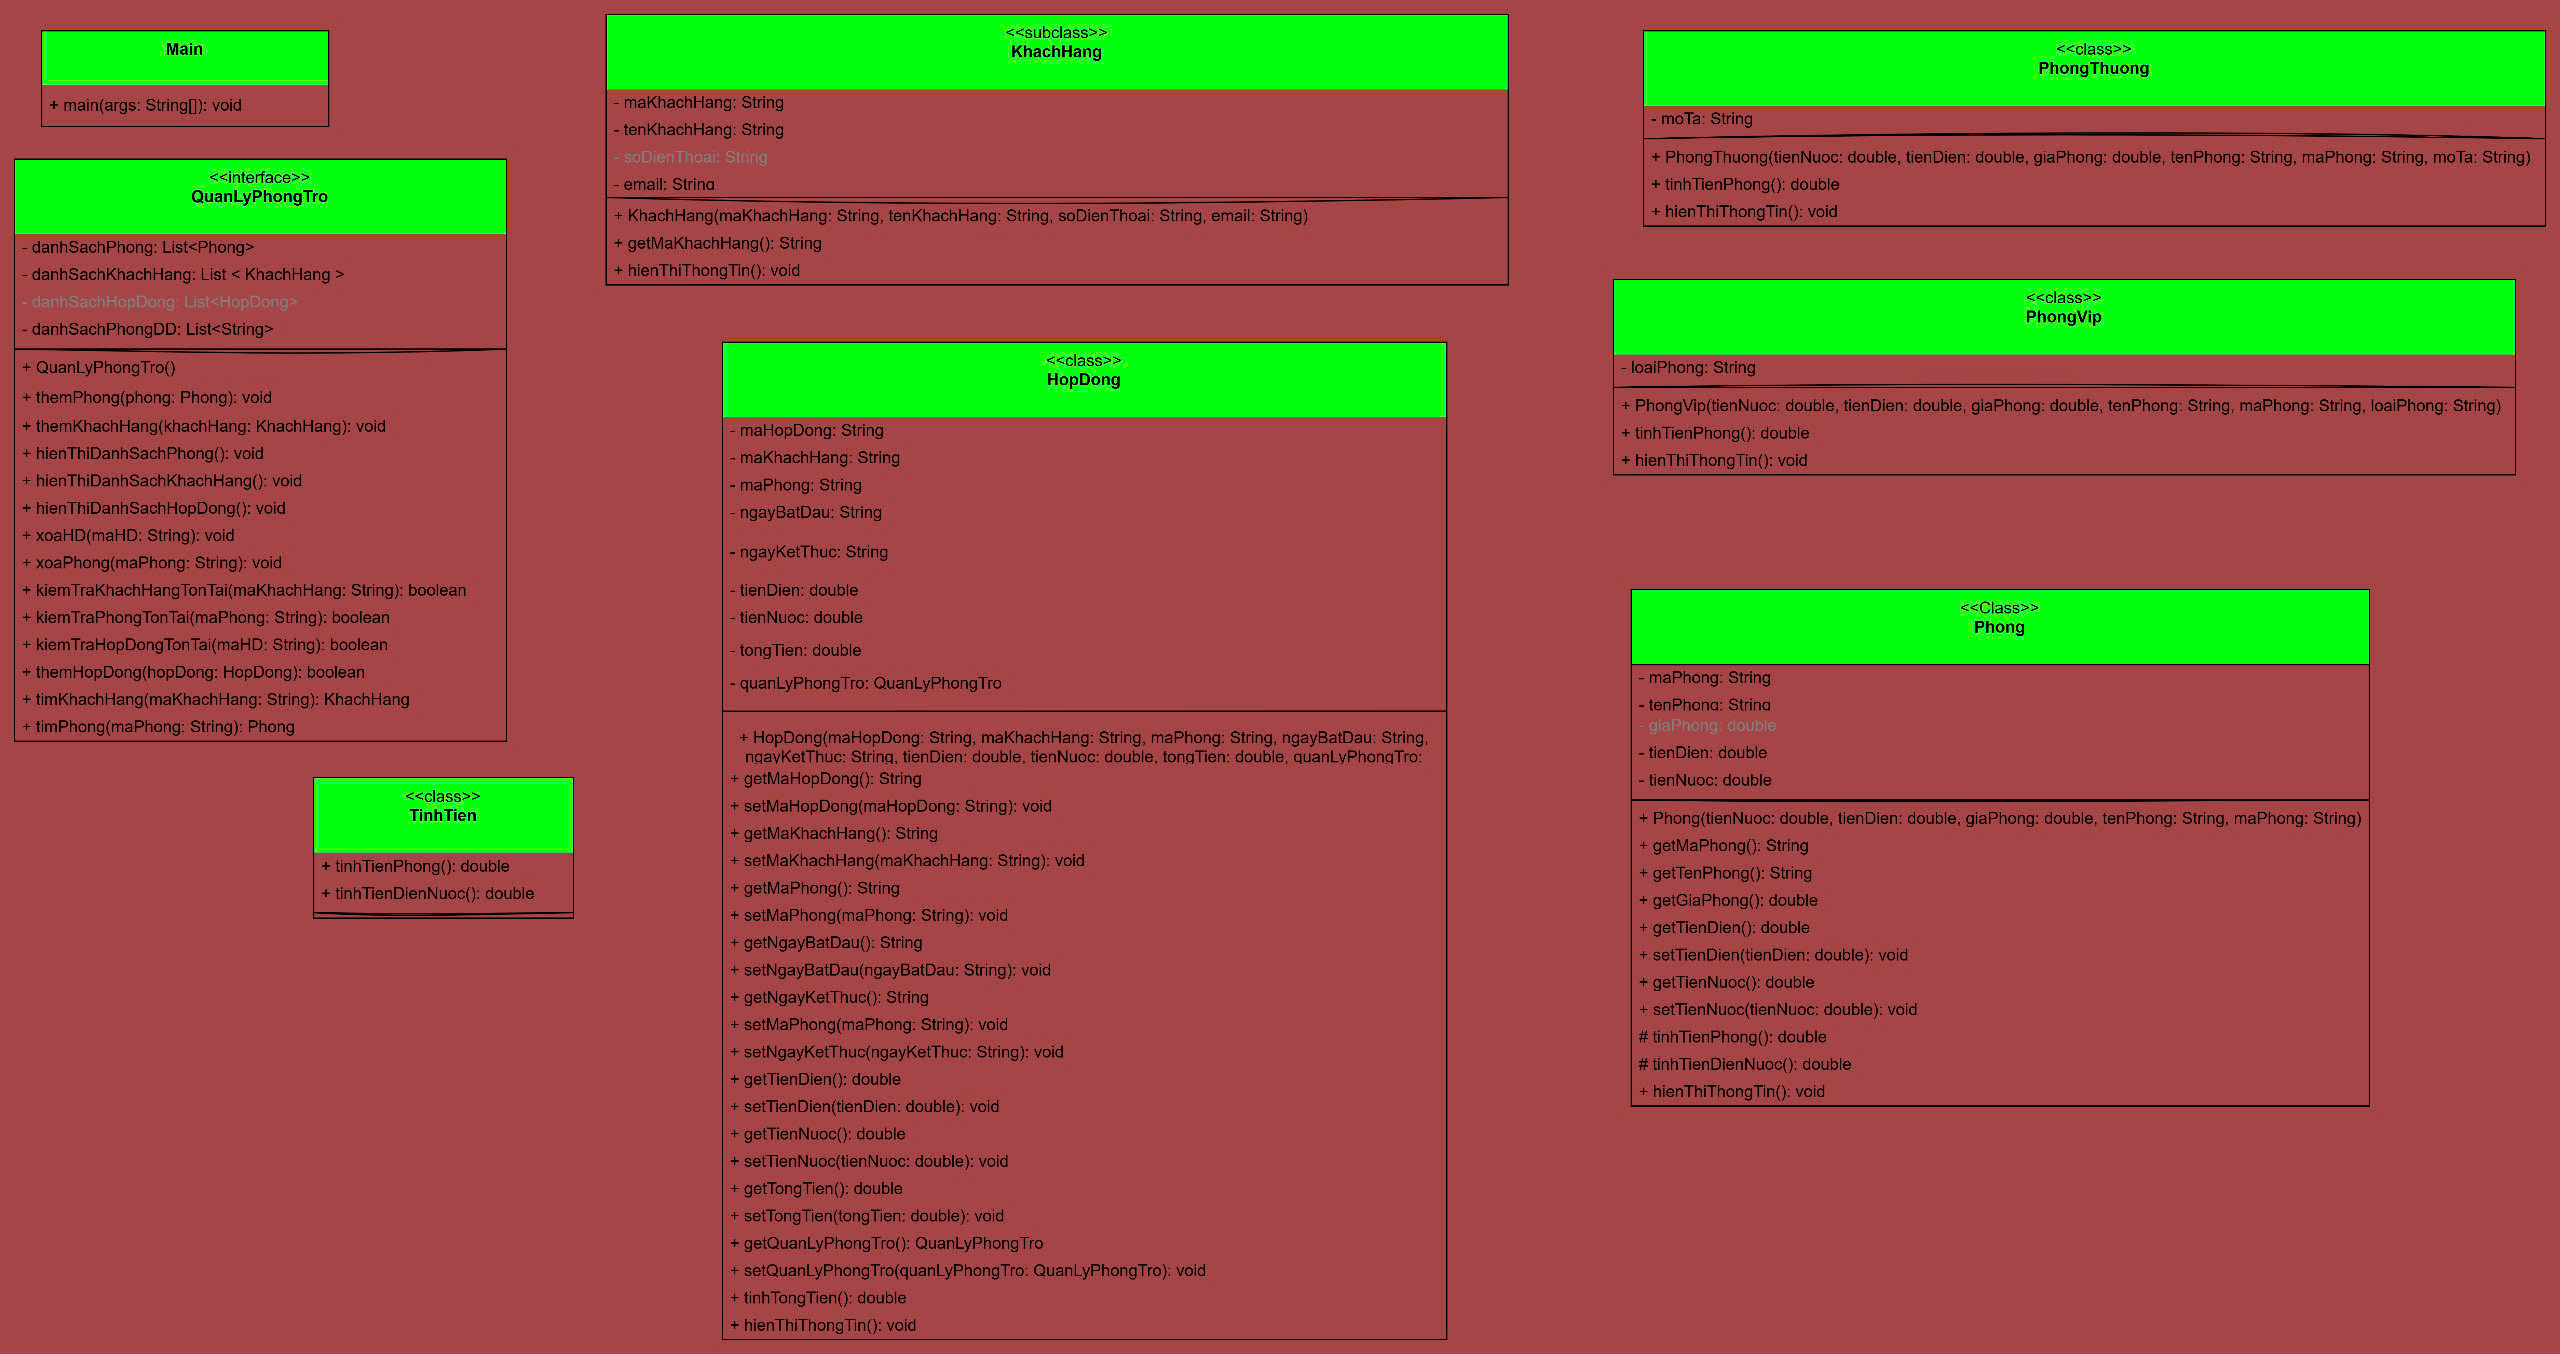 Main
+ main(args: String[]): void
<<interface>>
QuanLyPhongTro
- danhSachPhong: List<Phong>
- danhSachKhachHang: List < KhachHang >
- danhSachHopDong: List<HopDong>
- danhSachPhongDD: List<String>
+ QuanLyPhongTro()
+ themPhong(phong: Phong): void
+ themKhachHang(khachHang: KhachHang): void
+ hienThiDanhSachPhong(): void
+ hienThiDanhSachKhachHang(): void
+ hienThiDanhSachHopDong(): void
+ xoaHD(maHD: String): void
+ xoaPhong(maPhong: String): void
+ kiemTraKhachHangTonTai(maKhachHang: String): boolean
+ kiemTraPhongTonTai(maPhong: String): boolean
+ kiemTraHopDongTonTai(maHD: String): boolean
+ themHopDong(hopDong: HopDong): boolean
+ timKhachHang(maKhachHang: String): KhachHang
+ timPhong(maPhong: String): Phong
<<class>>
TinhTien
+ tinhTienPhong(): double
+ tinhTienDienNuoc(): double
<<subclass>>
KhachHang
- maKhachHang: String
- tenKhachHang: String
- soDienThoai: String
- email: String
+ KhachHang(maKhachHang: String, tenKhachHang: String, soDienThoai: String, email: String)
+ getMaKhachHang(): String
+ hienThiThongTin(): void
<<class>>
HopDong
- maHopDong: String
- maKhachHang: String
- maPhong: String
- ngayBatDau: String
- ngayKetThuc: String
- tienDien: double
- tienNuoc: double
- tongTien: double
- quanLyPhongTro: QuanLyPhongTro
+ HopDong(maHopDong: String, maKhachHang: String, maPhong: String, ngayBatDau: String,
ngayKetThuc: String, tienDien: double, tienNuoc: double, tongTien: double, quanLyPhongTro:
+ getMaHopDong(): String
+ setMaHopDong(maHopDong: String): void
+ getMaKhachHang(): String
+ setMaKhachHang(maKhachHang: String): void
+ getMaPhong(): String
+ setMaPhong(maPhong: String): void
+ getNgayBatDau(): String
+ setNgayBatDau(ngayBatDau: String): void
+ getNgayKetThuc(): String
+ setMaPhong(maPhong: String): void
+ setNgayKetThuc(ngayKetThuc: String): void
+ getTienDien(): double
+ setTienDien(tienDien: double): void
+ getTienNuoc(): double
+ setTienNuoc(tienNuoc: double): void
+ getTongTien(): double
+ setTongTien(tongTien: double): void
+ getQuanLyPhongTro(): QuanLyPhongTro
+ setQuanLyPhongTro(quanLyPhongTro: QuanLyPhongTro): void
+ tinhTongTien(): double
+ hienThiThongTin(): void
<<class>>
PhongThuong
- moTa: String
+ PhongThuong(tienNuoc: double, tienDien: double, giaPhong: double, tenPhong: String, maPhong: String, moTa: String)
+ tinhTienPhong(): double
+ hienThiThongTin(): void
<<class>>
PhongVip
- loaiPhong: String
+ PhongVip(tienNuoc: double, tienDien: double, giaPhong: double, tenPhong: String, maPhong: String, loaiPhong: String)
+ tinhTienPhong(): double
+ hienThiThongTin(): void
<<Class>>
Phong
- maPhong: String
- tenPhong: String
- giaPhong: double
- tienDien: double
- tienNuoc: double
+ Phong(tienNuoc: double, tienDien: double, giaPhong: double, tenPhong: String, maPhong: String)
+ getMaPhong(): String
+ getTenPhong(): String
+ getGiaPhong(): double
+ getTienDien(): double
+ setTienDien(tienDien: double): void
+ getTienNuoc(): double
+ setTienNuoc(tienNuoc: double): void
# tinhTienPhong(): double
# tinhTienDienNuoc(): double
+ hienThiThongTin(): void